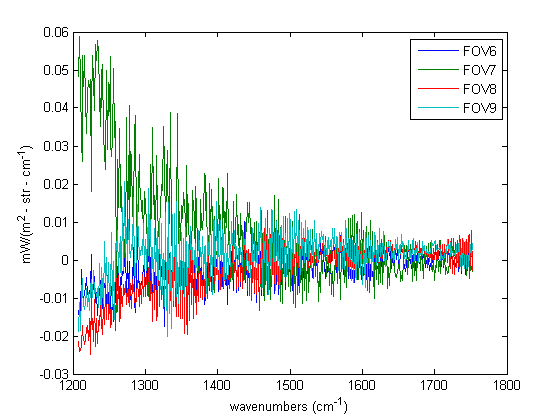 0.06
0.05
0.04
0.03
0.02
0.01
0
-0.01
-0.02
-0.03
mW/(m² - str - cm⁻¹)
FOV6
FOV7
FOV8
FOV9
1200 1300 1400 1500 1600 1700 1800
wavenumbers (cm⁻¹)